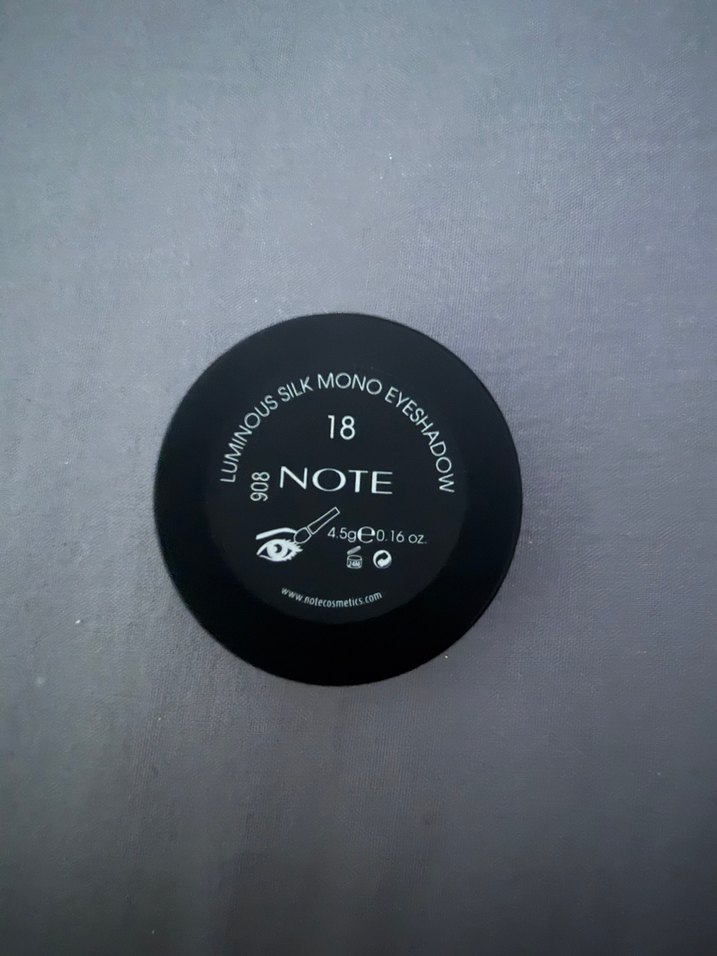 LUMINOUS SILK MONO EYESHADOW
18
908
NOTE
4.5g℮0.16 oz.
24M
www.notecosmetics.com